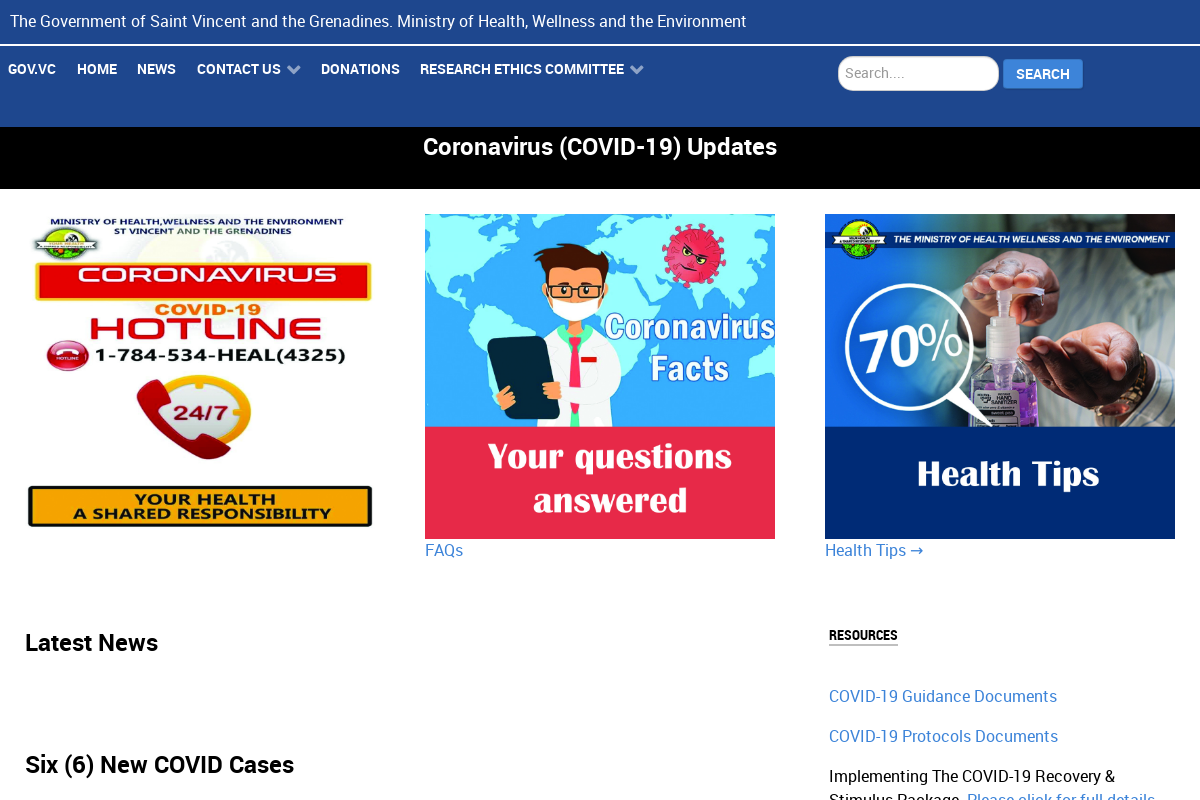 The Government of Saint Vincent and the Grenadines. Ministry of Health, Wellness and the Environment
GOV.VC HOME NEWS CONTACT US DONATIONS RESEARCH ETHICS COMMITTEE Search.... SEARCH
Coronavirus (COVID-19) Updates
MINISTRY OF HEALTH,WELLNESS AND THE ENVIRONMENT
ST VINCENT AND THE GRENADINES
CORONAVIRUS
COVID-19
HOTLINE
HOTLINE
1-784-534-HEAL(4325)
24/7
YOUR HEALTH
A SHARED RESPONSIBILITY
Coronavirus
Facts
Your questions
answered
FAQs
THE MINISTRY OF HEALTH WELLNESS AND THE ENVIRONMENT
70%
HAND
SANITIZER
Health Tips
Health Tips →
Latest News
Six (6) New COVID Cases
RESOURCES
COVID-19 Guidance Documents
COVID-19 Protocols Documents
Implementing The COVID-19 Recovery &
Stimulus Package. Please click for full details